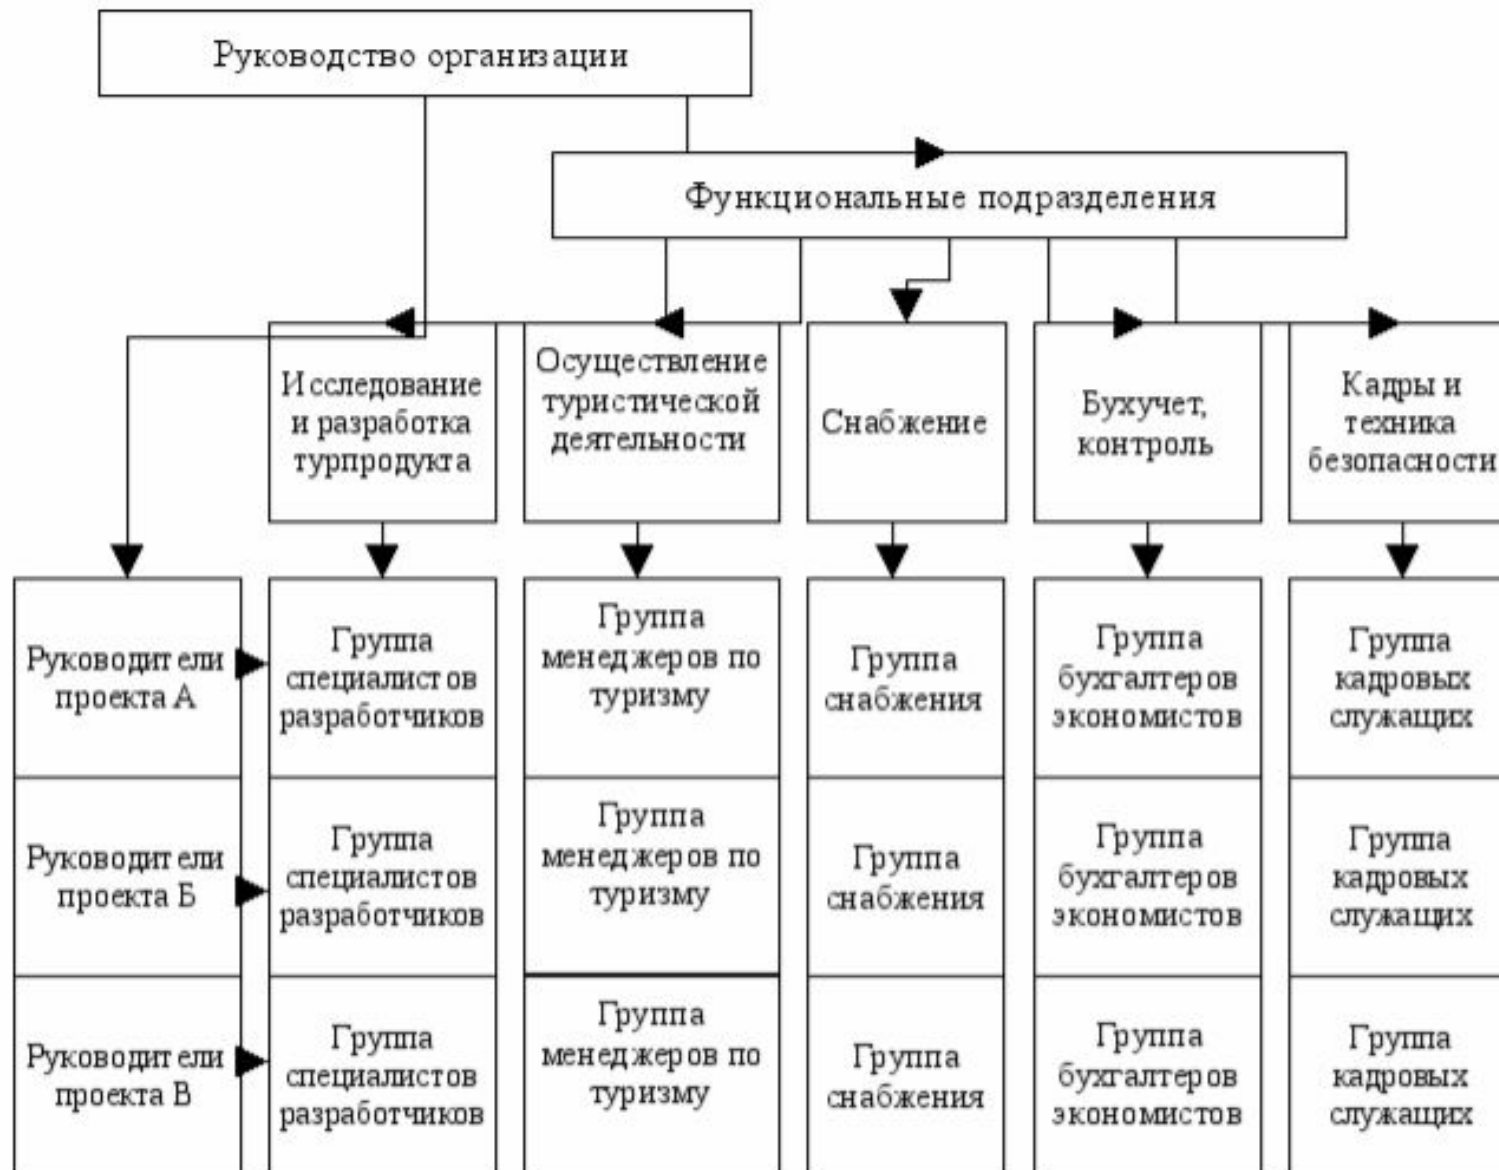 Руководство организации
Функциональные подразделения
Исследование
и разработка
турпродукта
Осуществление
туристической
деятельности
Снабжение
Бухучет,
контроль
Кадры и
техника
безопасности
Руководители
проекта А
Группа
специалистов
разработчиков
Группа
менеджеров по
туризму
Группа
снабжения
Группа
бухгалтеров
экономистов
Группа
кадровых
служащих
Руководители
проекта Б
Группа
специалистов
разработчиков
Группа
менеджеров по
туризму
Группа
снабжения
Группа
бухгалтеров
экономистов
Группа
кадровых
служащих
Руководители
проекта В
Группа
специалистов
разработчиков
Группа
менеджеров по
туризму
Группа
снабжения
Группа
бухгалтеров
экономистов
Группа
кадровых
служащих